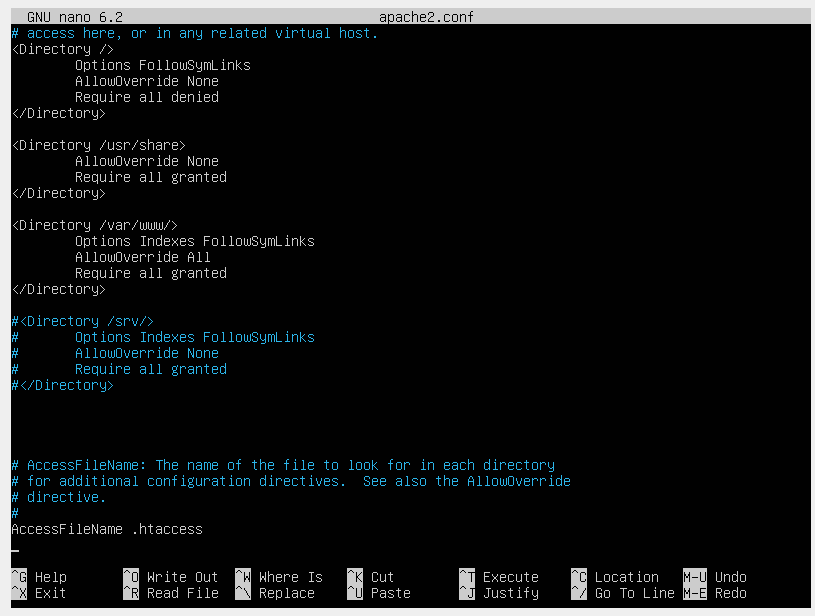 GNU nano 6.2 apache2.conf
# access here, or in any related virtual host.
<Directory />
        Options FollowSymLinks
        AllowOverride None
        Require all denied
</Directory>

<Directory /usr/share>
        AllowOverride None
        Require all granted
</Directory>

<Directory /var/www/>
        Options Indexes FollowSymLinks
        AllowOverride All
        Require all granted
</Directory>

#<Directory /srv/>
#       Options Indexes FollowSymLinks
#       AllowOverride None
#       Require all granted
#</Directory>

# AccessFileName: The name of the file to look for in each directory
# for additional configuration directives.  See also the AllowOverride
# directive.
#
AccessFileName .htaccess

^G Help ^O Write Out ^W Where Is ^K Cut ^T Execute ^C Location M-U Undo
^X Exit ^R Read File ^\ Replace ^U Paste ^J Justify ^/ Go To Line M-E Redo